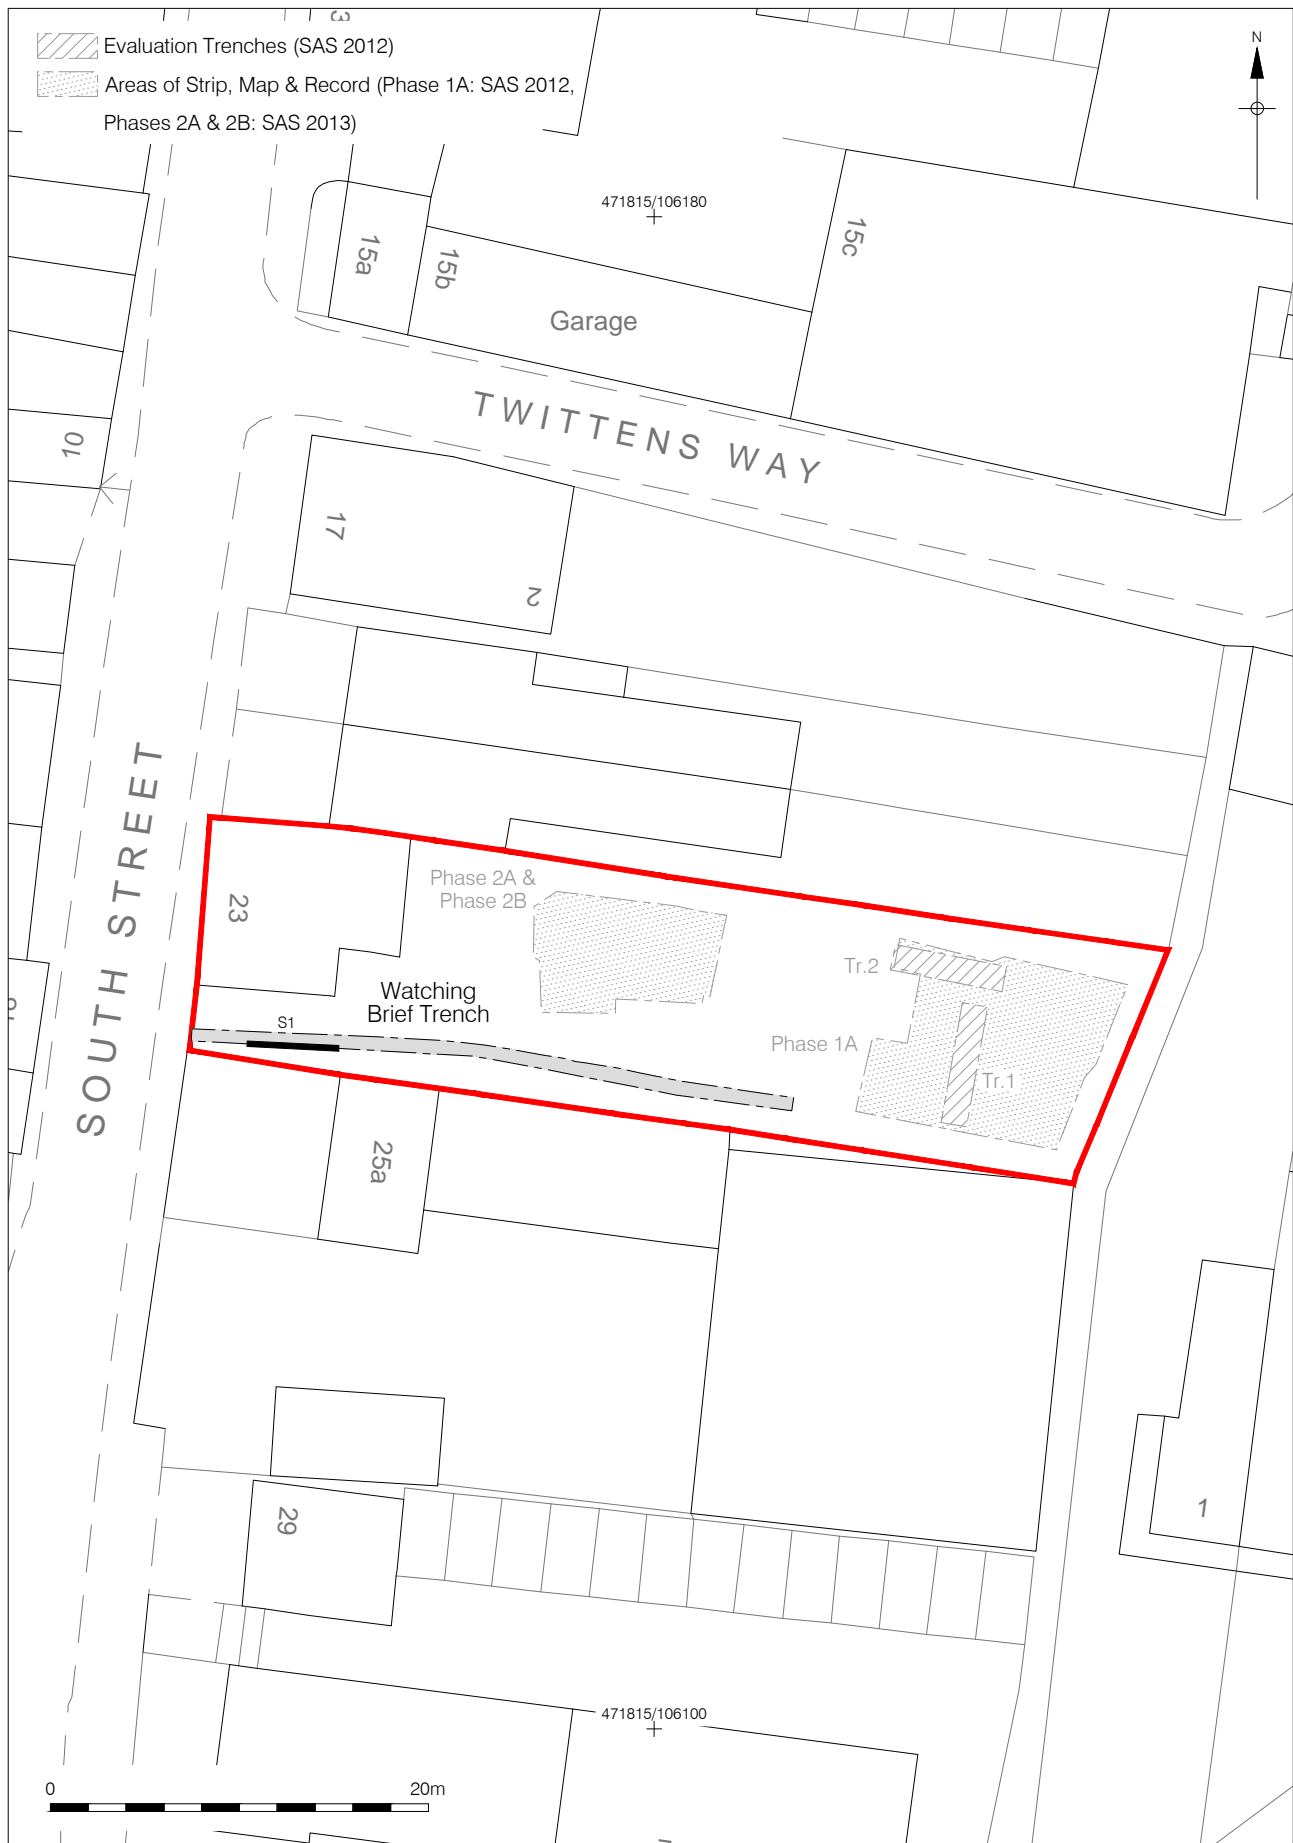 Evaluation Trenches (SAS 2012)
Areas of Strip, Map & Record (Phase 1A: SAS 2012,
Phases 2A & 2B: SAS 2013)
N
471815/106180
15a
15b
15c
Garage
TWITTENS WAY
10
17
2
SOUTH STREET
23
Phase 2A &
Phase 2B
Tr.2
Watching
Brief Trench
S1
Phase 1A
Tr.1
25a
29
1
471815/106100
0 20m